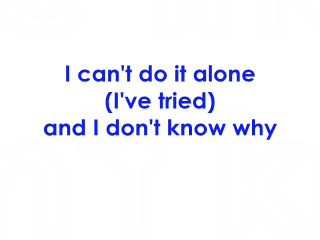 I can't do it alone
(I've tried)
and I don't know why